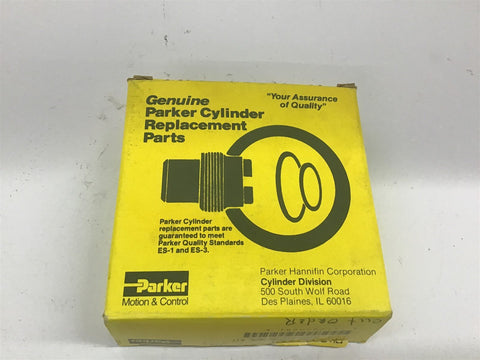 Genuine
Parker Cylinder
Replacement
Parts
"Your Assurance
of Quality"
Parker Cylinder
replacement parts are
guaranteed to meet
Parker Quality Standards
ES-1 and ES-3.
Parker
Motion & Control
Parker Hannifin Corporation
Cylinder Division
500 South Wolf Road
Des Plaines, IL 60016